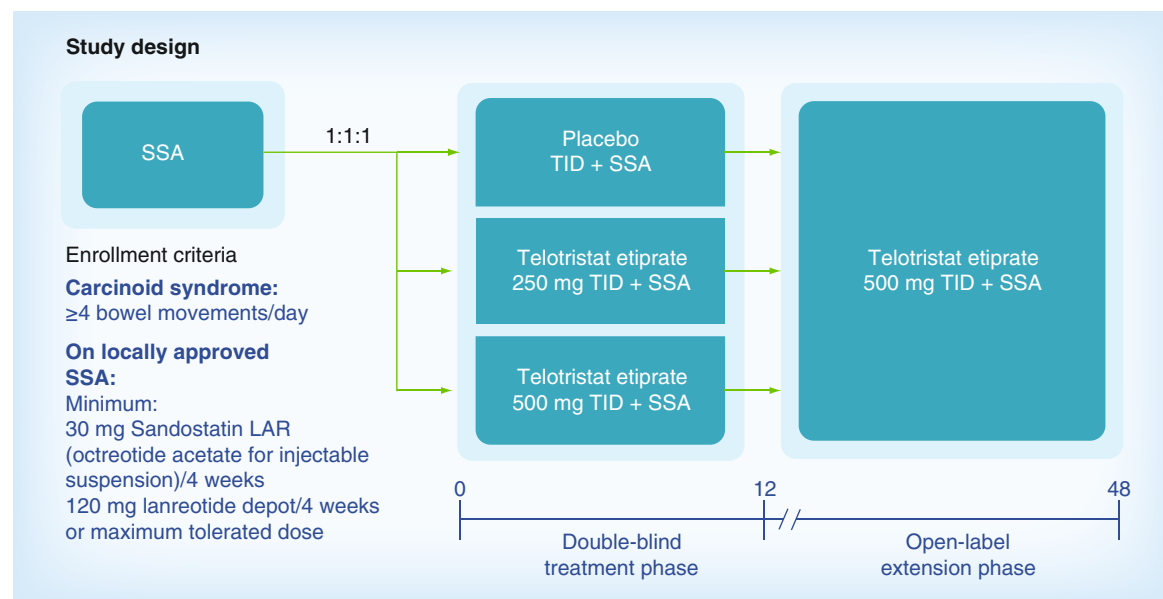 Study design
SSA
1:1:1
Placebo
TID + SSA
Telotristat etiprate
250 mg TID + SSA
Telotristat etiprate
500 mg TID + SSA
Telotristat etiprate
500 mg TID + SSA
Enrollment criteria
Carcinoid syndrome:
≥4 bowel movements/day
On locally approved
SSA:
Minimum:
30 mg Sandostatin LAR
(octreotide acetate for injectable
suspension)/4 weeks
120 mg lanreotide depot/4 weeks
or maximum tolerated dose
0
12
48
Double-blind
treatment phase
Open-label
extension phase